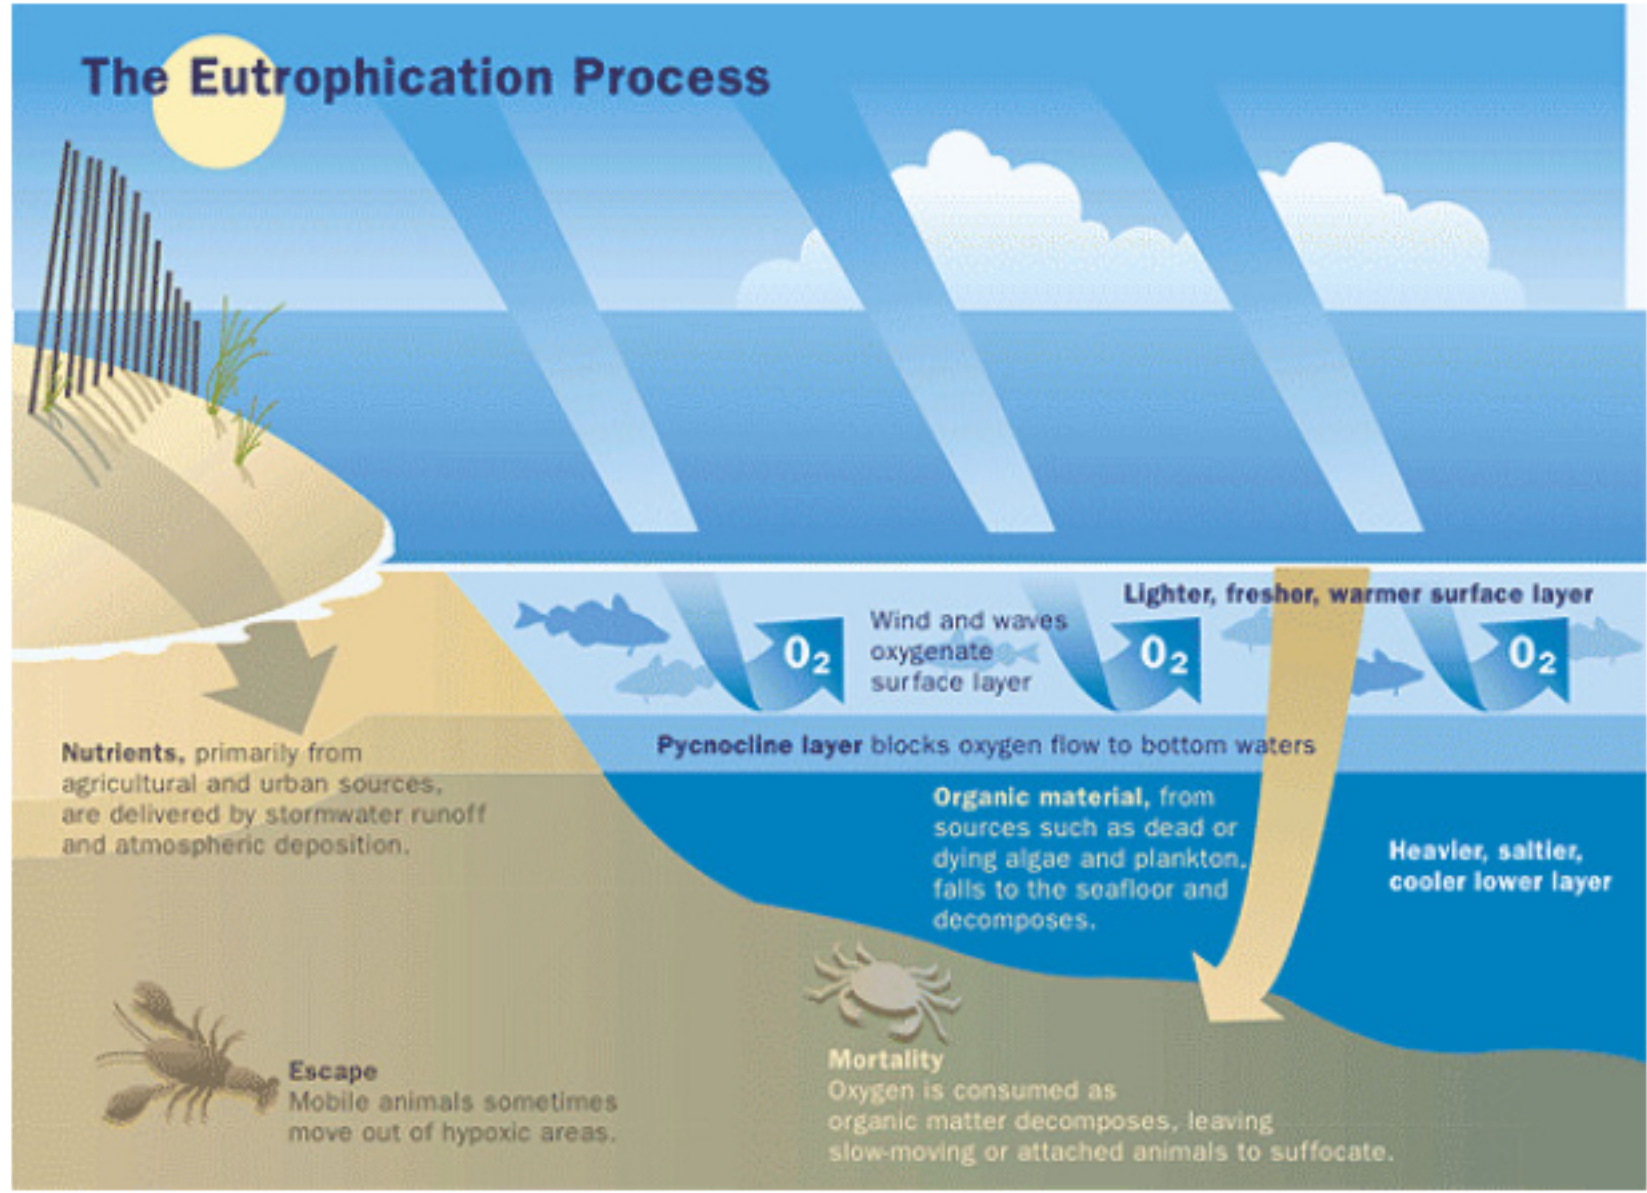 The Eutrophication Process
Lighter, fresher, warmer surface layer
Wind and waves
oxygenate
surface layer
O2
O2
O2
Pycnocline layer blocks oxygen flow to bottom waters
Nutrients, primarily from
agricultural and urban sources,
are delivered by stormwater runoff
and atmospheric deposition.
Organic material, from
sources such as dead or
dying algae and plankton,
falls to the seafloor and
decomposes.
Heavier, saltier,
cooler lower layer
Escape
Mobile animals sometimes
move out of hypoxic areas.
Mortality
Oxygen is consumed as
organic matter decomposes, leaving
slow-moving or attached animals to suffocate.